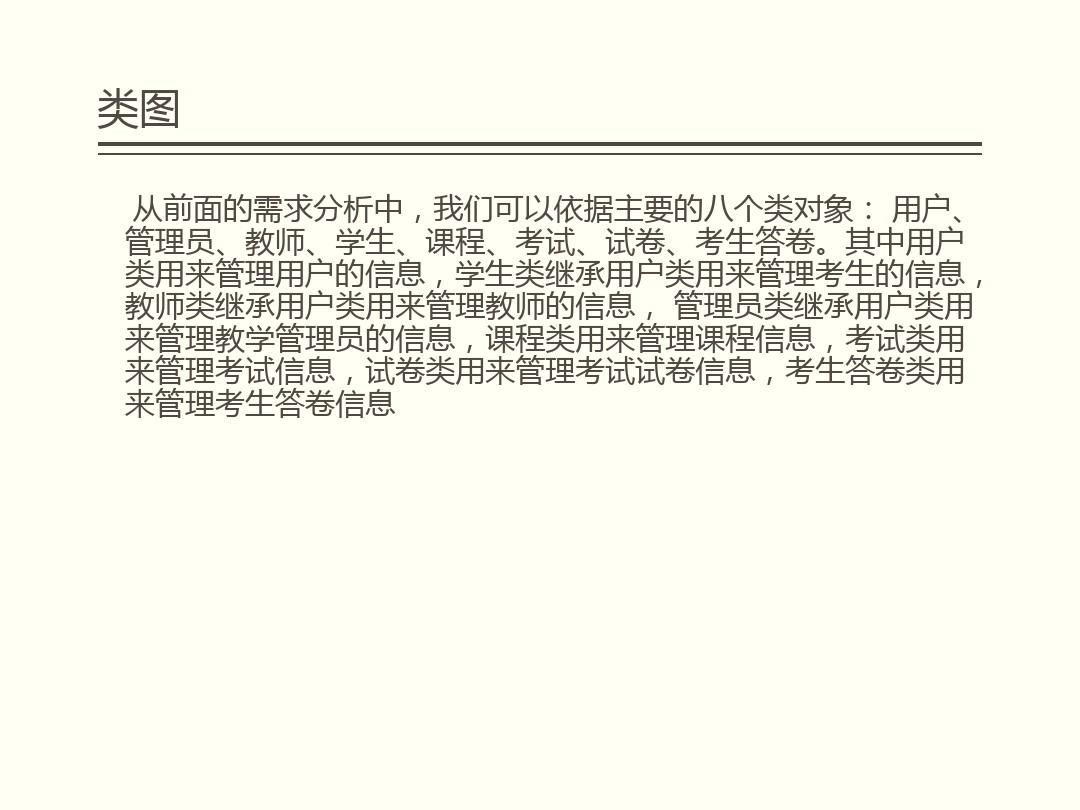 类图
从前面的需求分析中，我们可以依据主要的八个类对象： 用户、
管理员、教师、学生、课程、考试、试卷、考生答卷。其中用户
类用来管理用户的信息，学生类继承用户类用来管理考生的信息，
教师类继承用户类用来管理教师的信息， 管理员类继承用户类用
来管理教学管理员的信息，课程类用来管理课程信息，考试类用
来管理考试信息，试卷类用来管理考试试卷信息，考生答卷类用
来管理考生答卷信息